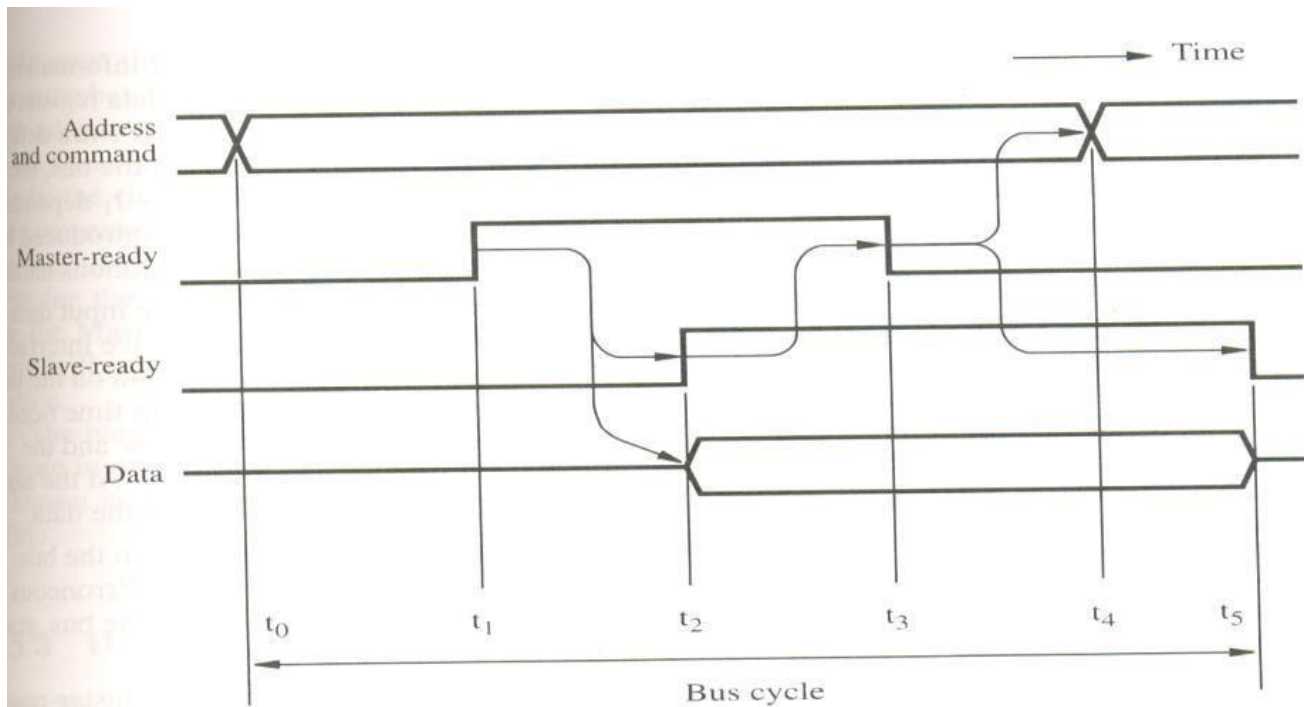 Time
Address
and command
Master-ready
Slave-ready
Data
t₀ t₁ t₂ t₃ t₄ t₅
Bus cycle